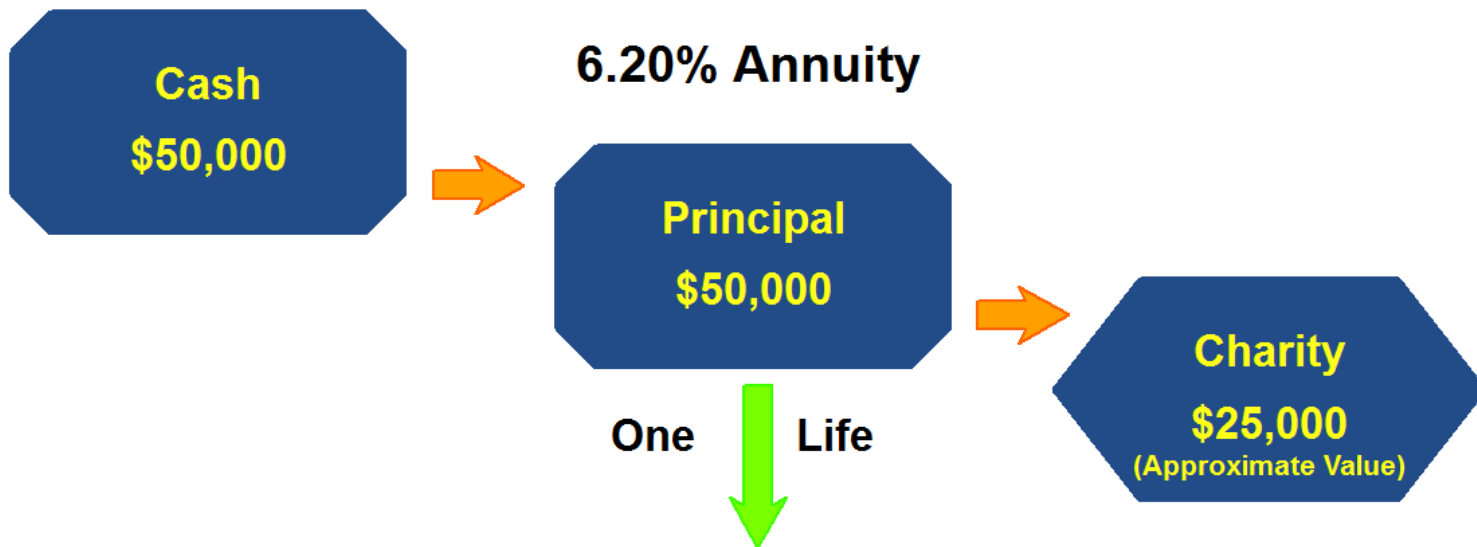 Cash
$50,000
6.20% Annuity
Principal
$50,000
One Life
Charity
$25,000
(Approximate Value)